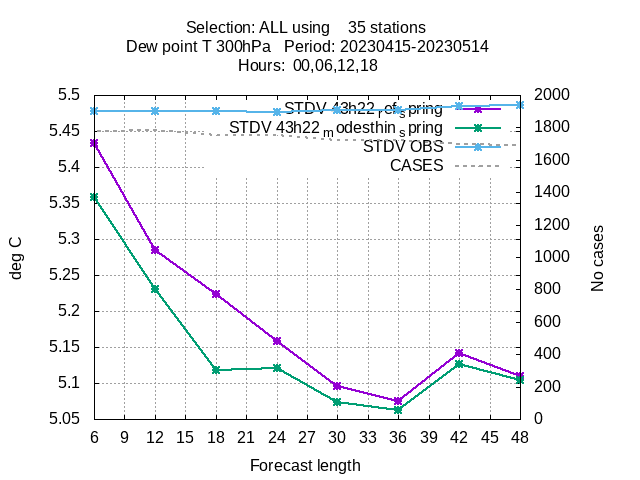 Selection: ALL using 35 stations
Dew point T 300hPa Period: 20230415-20230514
Hours: 00,06,12,18
5.5
5.45
5.4
5.35
5.3
5.25
5.2
5.15
5.1
5.05
deg C
STDV 43h22_ref_spring
STDV 43h22_modesthin_spring
STDV OBS
CASES
2000
1800
1600
1400
1200
1000
800
600
400
200
0
No cases
6 9 12 15 18 21 24 27 30 33 36 39 42 45 48
Forecast length